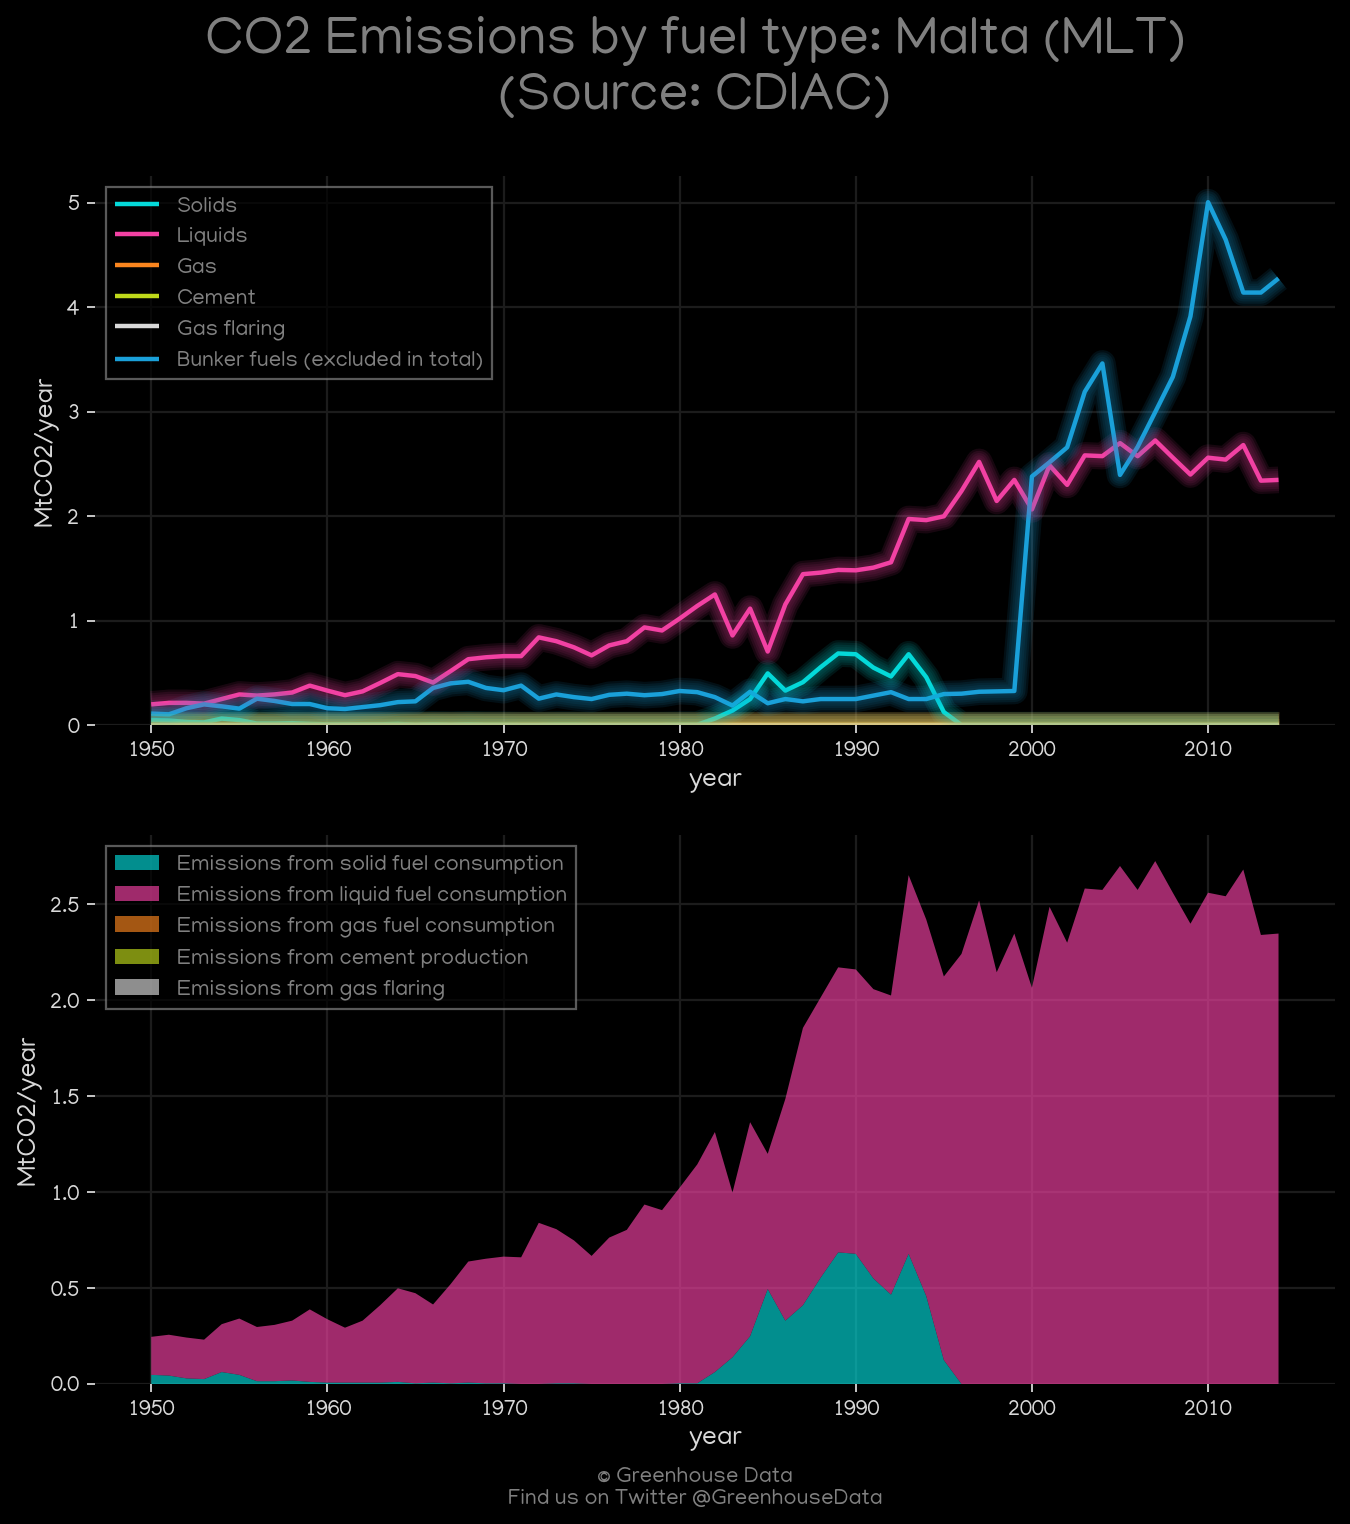 CO2 Emissions by fuel type: Malta (MLT)
(Source: CDIAC)
Solids
Liquids
Gas
Cement
Gas flaring
Bunker fuels (excluded in total)
MtCO2/year
5
4
3
2
1
0
1950 1960 1970 1980 1990 2000 2010
year
Emissions from solid fuel consumption
Emissions from liquid fuel consumption
Emissions from gas fuel consumption
Emissions from cement production
Emissions from gas flaring
MtCO2/year
2.5
2.0
1.5
1.0
0.5
0.0
1950 1960 1970 1980 1990 2000 2010
year
© Greenhouse Data
Find us on Twitter @GreenhouseData